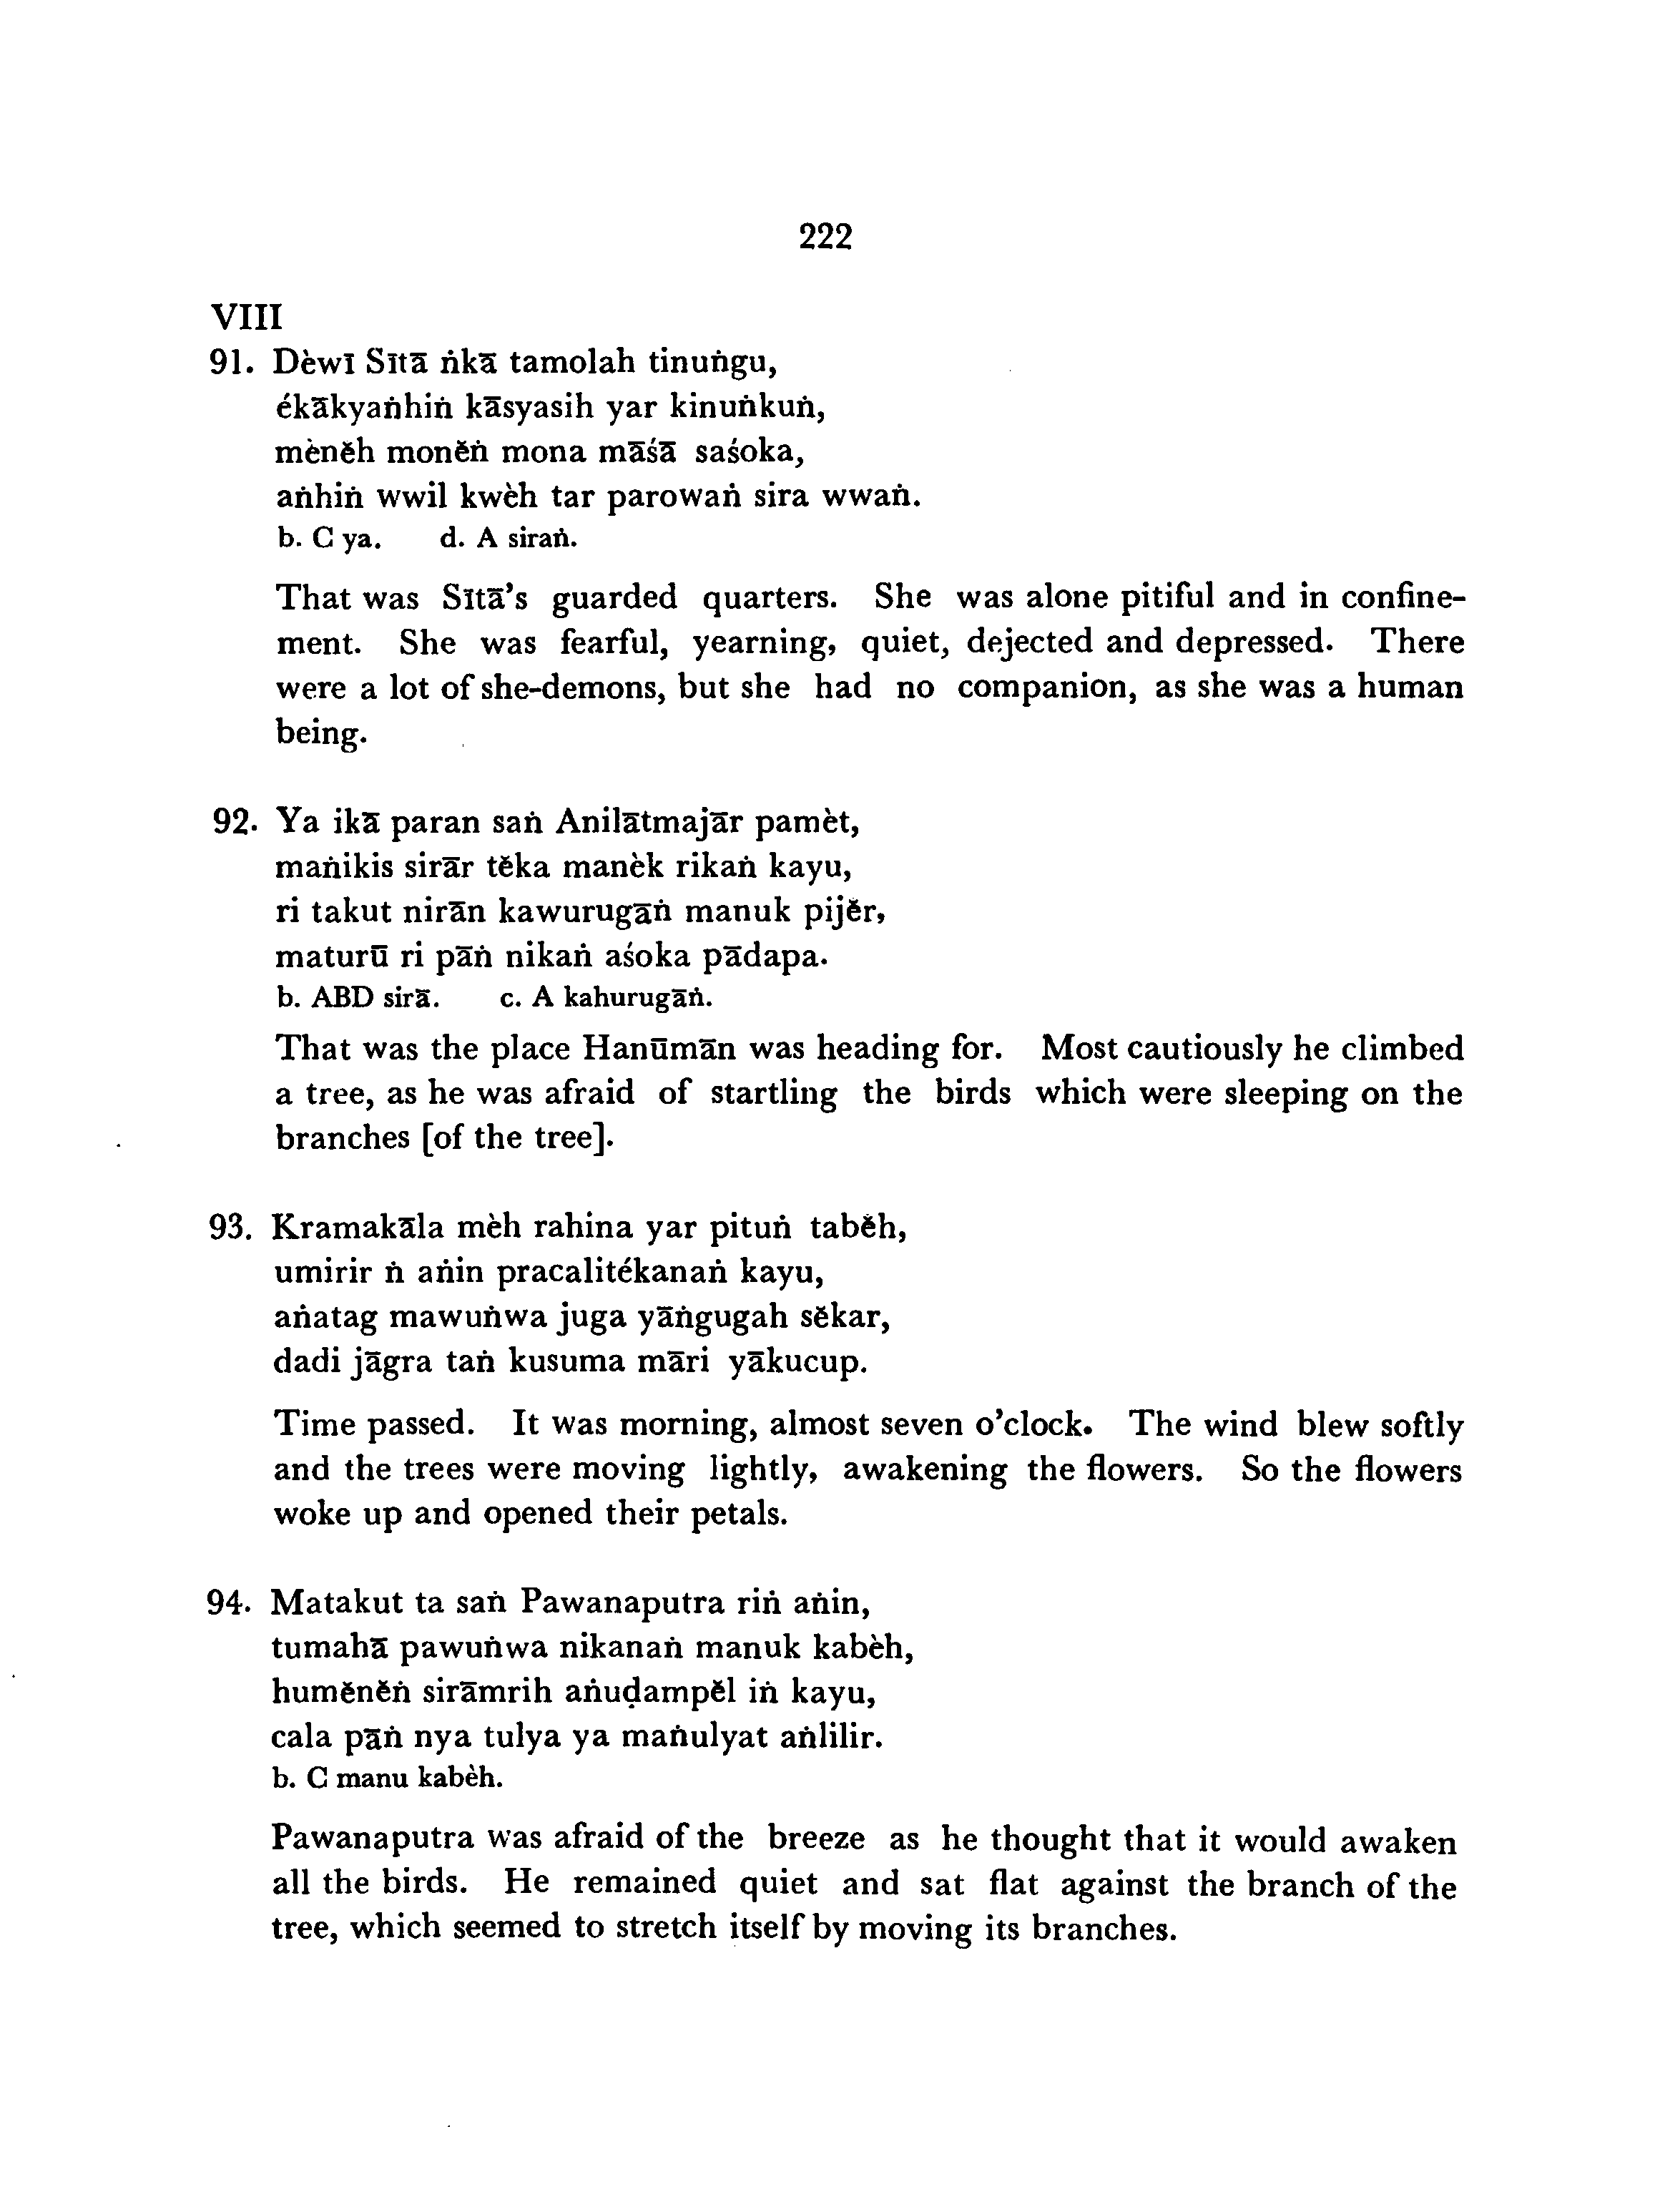 222
VIII
91. Dèwī Sītā ṅkā tamolah tinuṅgu,
ékākyaṅhiṅ kāsyasih yar kinuṅkuṅ,
mènĕh monĕṅ mona māśā saśoka,
aṅhiṅ wwil kwèh tar parowaṅ sira wwaṅ.
b. C ya. d. A siraṅ.
That was Sītā's guarded quarters. She was alone pitiful and in confine-
ment. She was fearful, yearning, quiet, dejected and depressed. There
were a lot of she-demons, but she had no companion, as she was a human
being.
92. Ya ikā paran saṅ Anilātmajār pamèt,
maṅikis sirār tĕka manèk rikaṅ kayu,
ri takut nirān kawurugāṅ manuk pijĕr,
maturū ri pāṅ nikaṅ aśoka pādapa.
b. ABD sirā. c. A kahurugāṅ.
That was the place Hanūmān was heading for. Most cautiously he climbed
a tree, as he was afraid of startling the birds which were sleeping on the
branches [of the tree].
93. Kramakāla mèh rahina yar pituṅ tabĕh,
umirir ṅ aṅin pracalitékanaṅ kayu,
aṅatag mawuṅwa juga yāṅgugah sĕkar,
dadi jāgra taṅ kusuma māri yākucup.
Time passed. It was morning, almost seven o'clock. The wind blew softly
and the trees were moving lightly, awakening the flowers. So the flowers
woke up and opened their petals.
94. Matakut ta saṅ Pawanaputra riṅ aṅin,
tumahā pawuṅwa nikanaṅ manuk kabèh,
humĕnĕṅ sirāmrih aṅuḍampĕl iṅ kayu,
cala pāṅ nya tulya ya maṅulyat aṅlilir.
b. C manu kabèh.
Pawanaputra was afraid of the breeze as he thought that it would awaken
all the birds. He remained quiet and sat flat against the branch of the
tree, which seemed to stretch itself by moving its branches.